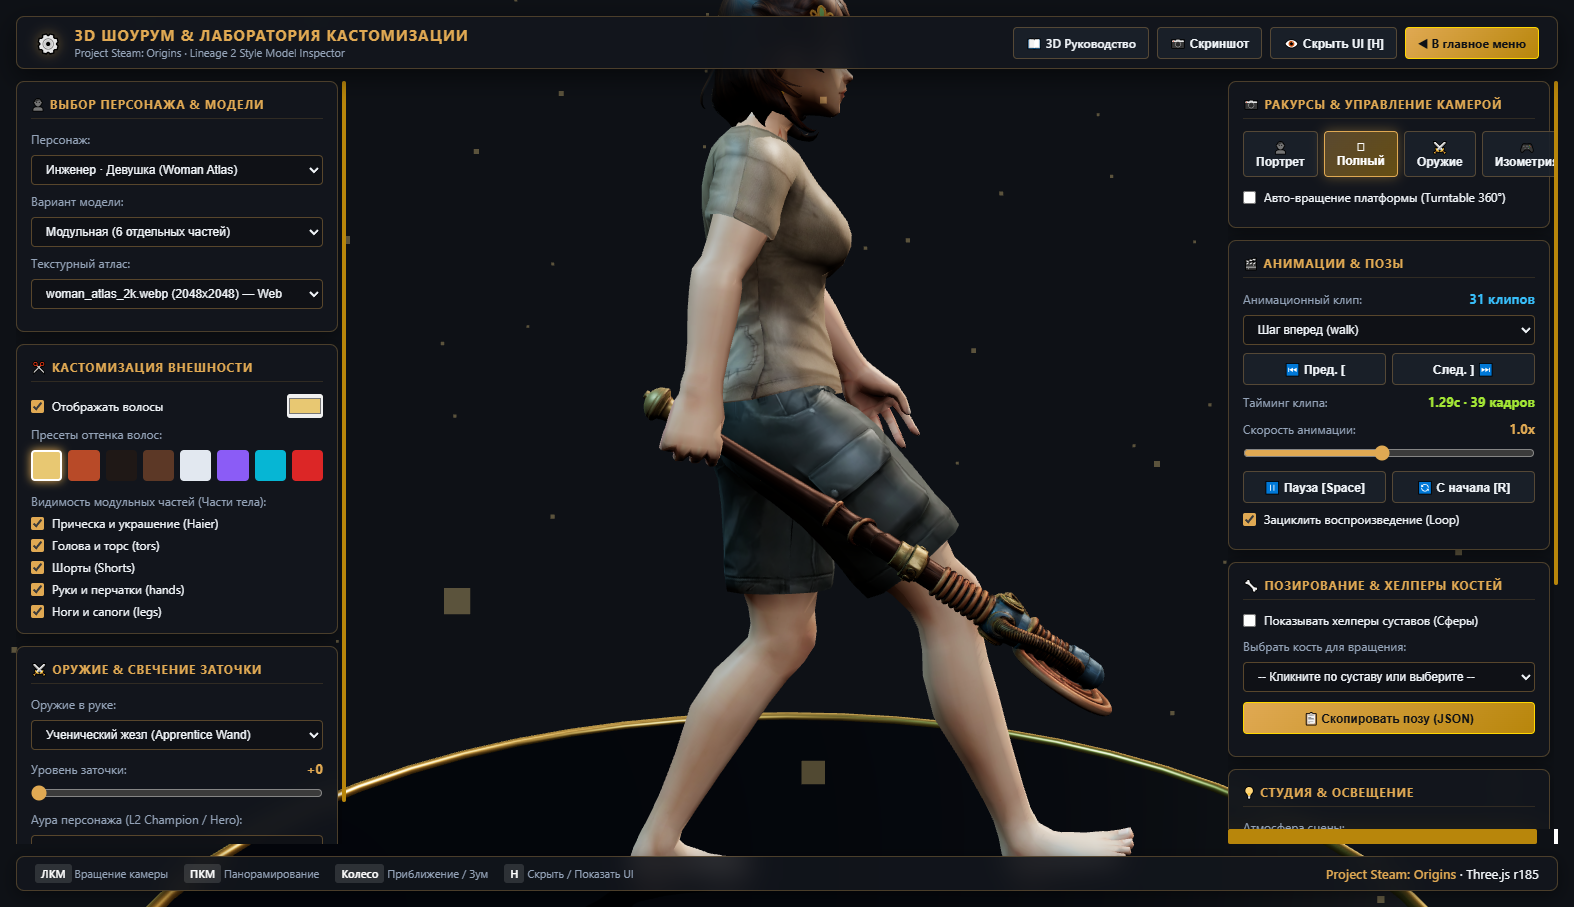 3D ШОУРУМ & ЛАБОРАТОРИЯ КАСТОМИЗАЦИИ
Project Steam: Origins · Lineage 2 Style Model Inspector
3D Руководство
Скриншот
Скрыть UI [H]
◀ В главное меню
ВЫБОР ПЕРСОНАЖА & МОДЕЛИ
Персонаж:
Инженер - Девушка (Woman Atlas)
Вариант модели:
Модульная (6 отдельных частей)
Текстурный атлас:
woman_atlas_2k.webp (2048x2048) — Web
КАСТОМИЗАЦИЯ ВНЕШНОСТИ
Отображать волосы
Пресеты оттенка волос:
Видимость модульных частей (Части тела):
Прическа и украшение (Haier)
Голова и торс (tors)
Шорты (Shorts)
Руки и перчатки (hands)
Ноги и сапоги (legs)
ОРУЖИЕ & СВЕЧЕНИЕ ЗАТОЧКИ
Оружие в руке:
Ученический жезл (Apprentice Wand)
Уровень заточки: +0
Аура персонажа (L2 Champion / Hero):
РАКУРСЫ & УПРАВЛЕНИЕ КАМЕРОЙ
Портрет
Полный
Оружие
Изометрия
Авто-вращение платформы (Turntable 360°)
АНИМАЦИИ & ПОЗЫ
Анимационный клип: 31 клипов
Шаг вперед (walk)
Пред. [
След. ]
Тайминг клипа: 1.29с · 39 кадров
Скорость анимации: 1.0x
Пауза [Space]
С начала [R]
Зациклить воспроизведение (Loop)
ПОЗИРОВАНИЕ & ХЕЛПЕРЫ КОСТЕЙ
Показывать хелперы суставов (Сферы)
Выбрать кость для вращения:
-- Кликните по суставу или выберите --
Скопировать позу (JSON)
СТУДИЯ & ОСВЕЩЕНИЕ
Атмосфера сцены:
ЛКМ Вращение камеры
ПКМ Панорамирование
Колесо Приближение / Зум
H Скрыть / Показать UI
Project Steam: Origins · Three.js r185